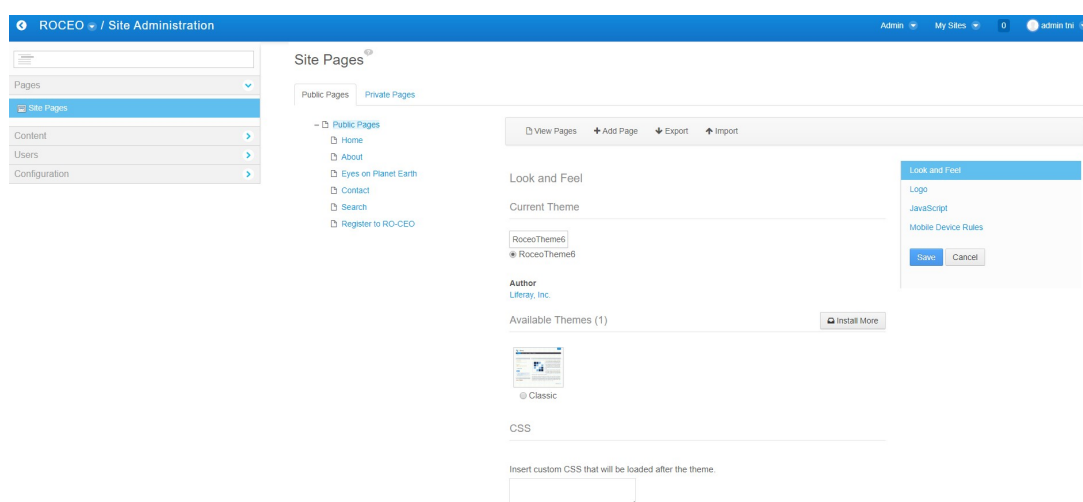 ROCEO / Site Administration
Admin My Sites 0 admin tni
Site Pages
Pages
Site Pages
Content
Users
Configuration
Public Pages Private Pages
Public Pages
Home
About
Eyes on Planet Earth
Contact
Search
Register to RO-CEO
View Pages Add Page Export Import
Look and Feel
Current Theme
RoceoTheme6
RoceoTheme6
Author
Liferay, Inc.
Available Themes (1) Install More
Classic
CSS
Insert custom CSS that will be loaded after the theme.
Look and Feel
Logo
JavaScript
Mobile Device Rules
Save Cancel